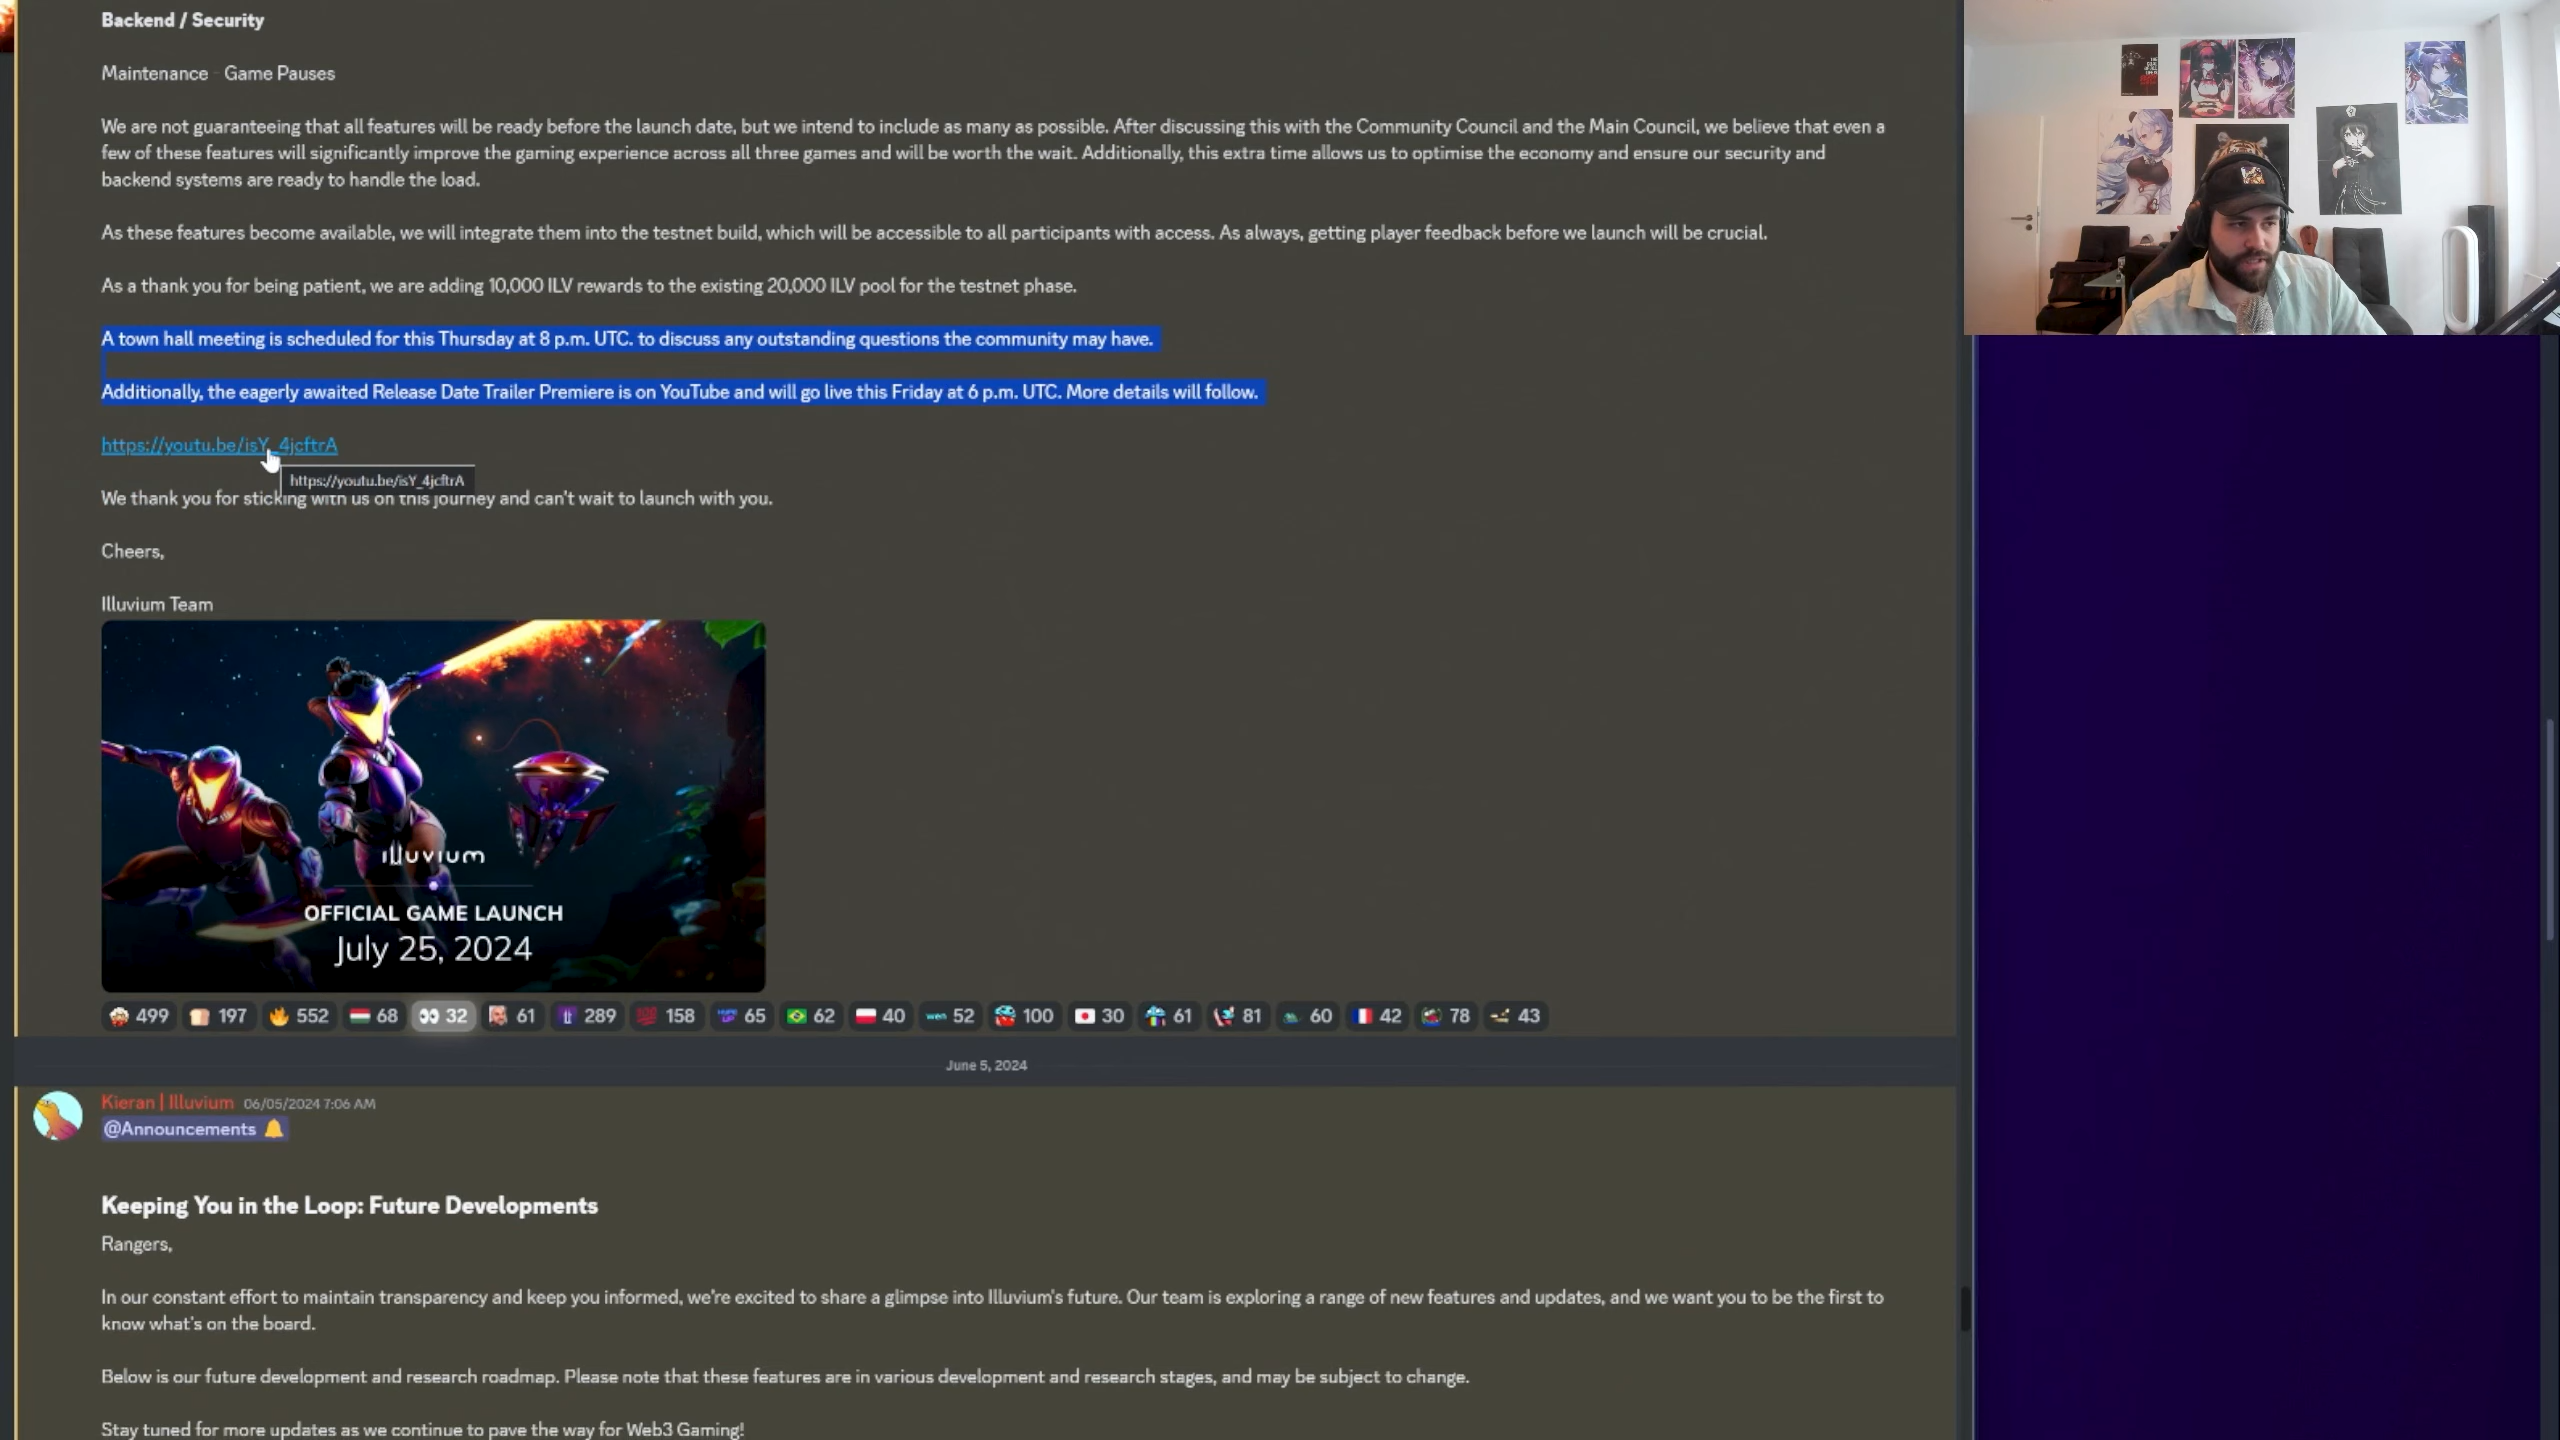 Backend / Security
Maintenance - Game Pauses
We are not guaranteeing that all features will be ready before the launch date, but we intend to include as many as possible. After discussing this with the Community Council and the Main Council, we believe that even a
few of these features will significantly improve the gaming experience across all three games and will be worth the wait. Additionally, this extra time allows us to optimise the economy and ensure our security and
backend systems are ready to handle the load.
As these features become available, we will integrate them into the testnet build, which will be accessible to all participants with access. As always, getting player feedback before we launch will be crucial.
As a thank you for being patient, we are adding 10,000 ILV rewards to the existing 20,000 ILV pool for the testnet phase.
A town hall meeting is scheduled for this Thursday at 8 p.m. UTC. to discuss any outstanding questions the community may have.
Additionally, the eagerly awaited Release Date Trailer Premiere is on YouTube and will go live this Friday at 6 p.m. UTC. More details will follow.
https://youtu.be/isY_4jcftrA
https://youtu.be/isY_4jcftrA
We thank you for sticking with us on this journey and can't wait to launch with you.
Cheers,
Illuvium Team
illuvium
OFFICIAL GAME LAUNCH
July 25, 2024
499 197 552 68 32 61 289 158 65 62 40 wen 52 100 30 61 81 60 42 78 43
June 5, 2024
Kieran | Illuvium 06/05/2024 7:06 AM
@Announcements
Keeping You in the Loop: Future Developments
Rangers,
In our constant effort to maintain transparency and keep you informed, we're excited to share a glimpse into Illuvium's future. Our team is exploring a range of new features and updates, and we want you to be the first to
know what's on the board.
Below is our future development and research roadmap. Please note that these features are in various development and research stages, and may be subject to change.
Stay tuned for more updates as we continue to pave the way for Web3 Gaming!